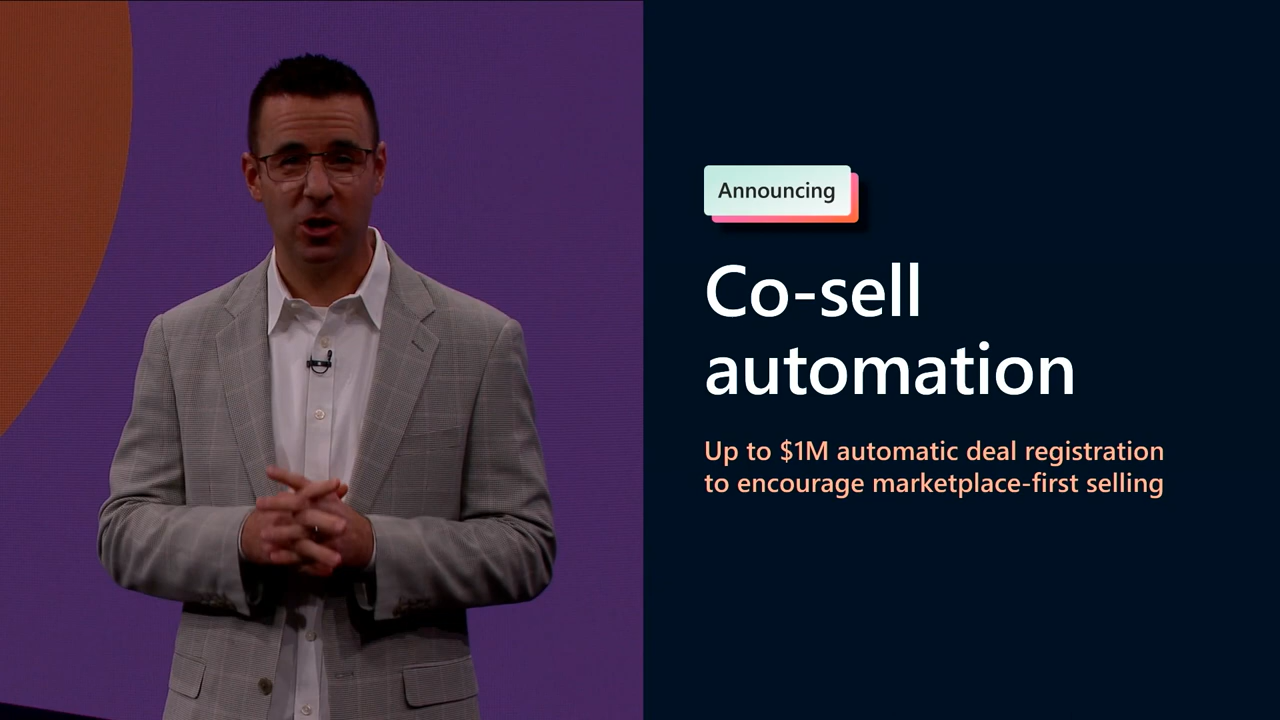 Announcing
Co-sell
automation
Up to $1M automatic deal registration
to encourage marketplace-first selling